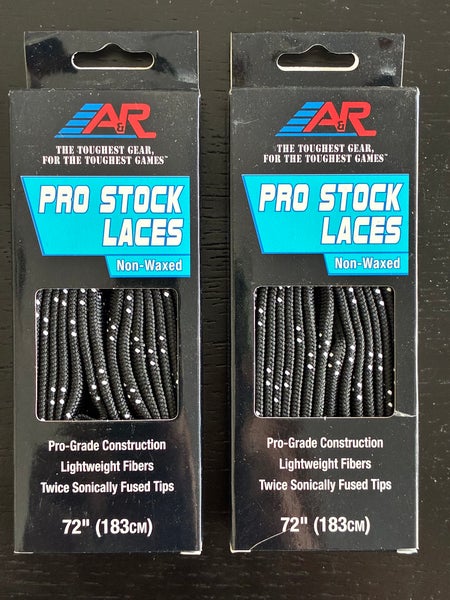 A&R
THE TOUGHEST GEAR,
FOR THE TOUGHEST GAMES™
PRO STOCK
LACES
Non-Waxed
Pro-Grade Construction
Lightweight Fibers
Twice Sonically Fused Tips
72" (183CM)
A&R
THE TOUGHEST GEAR,
FOR THE TOUGHEST GAMES™
PRO STOCK
LACES
Non-Waxed
Pro-Grade Construction
Lightweight Fibers
Twice Sonically Fused Tips
72" (183CM)